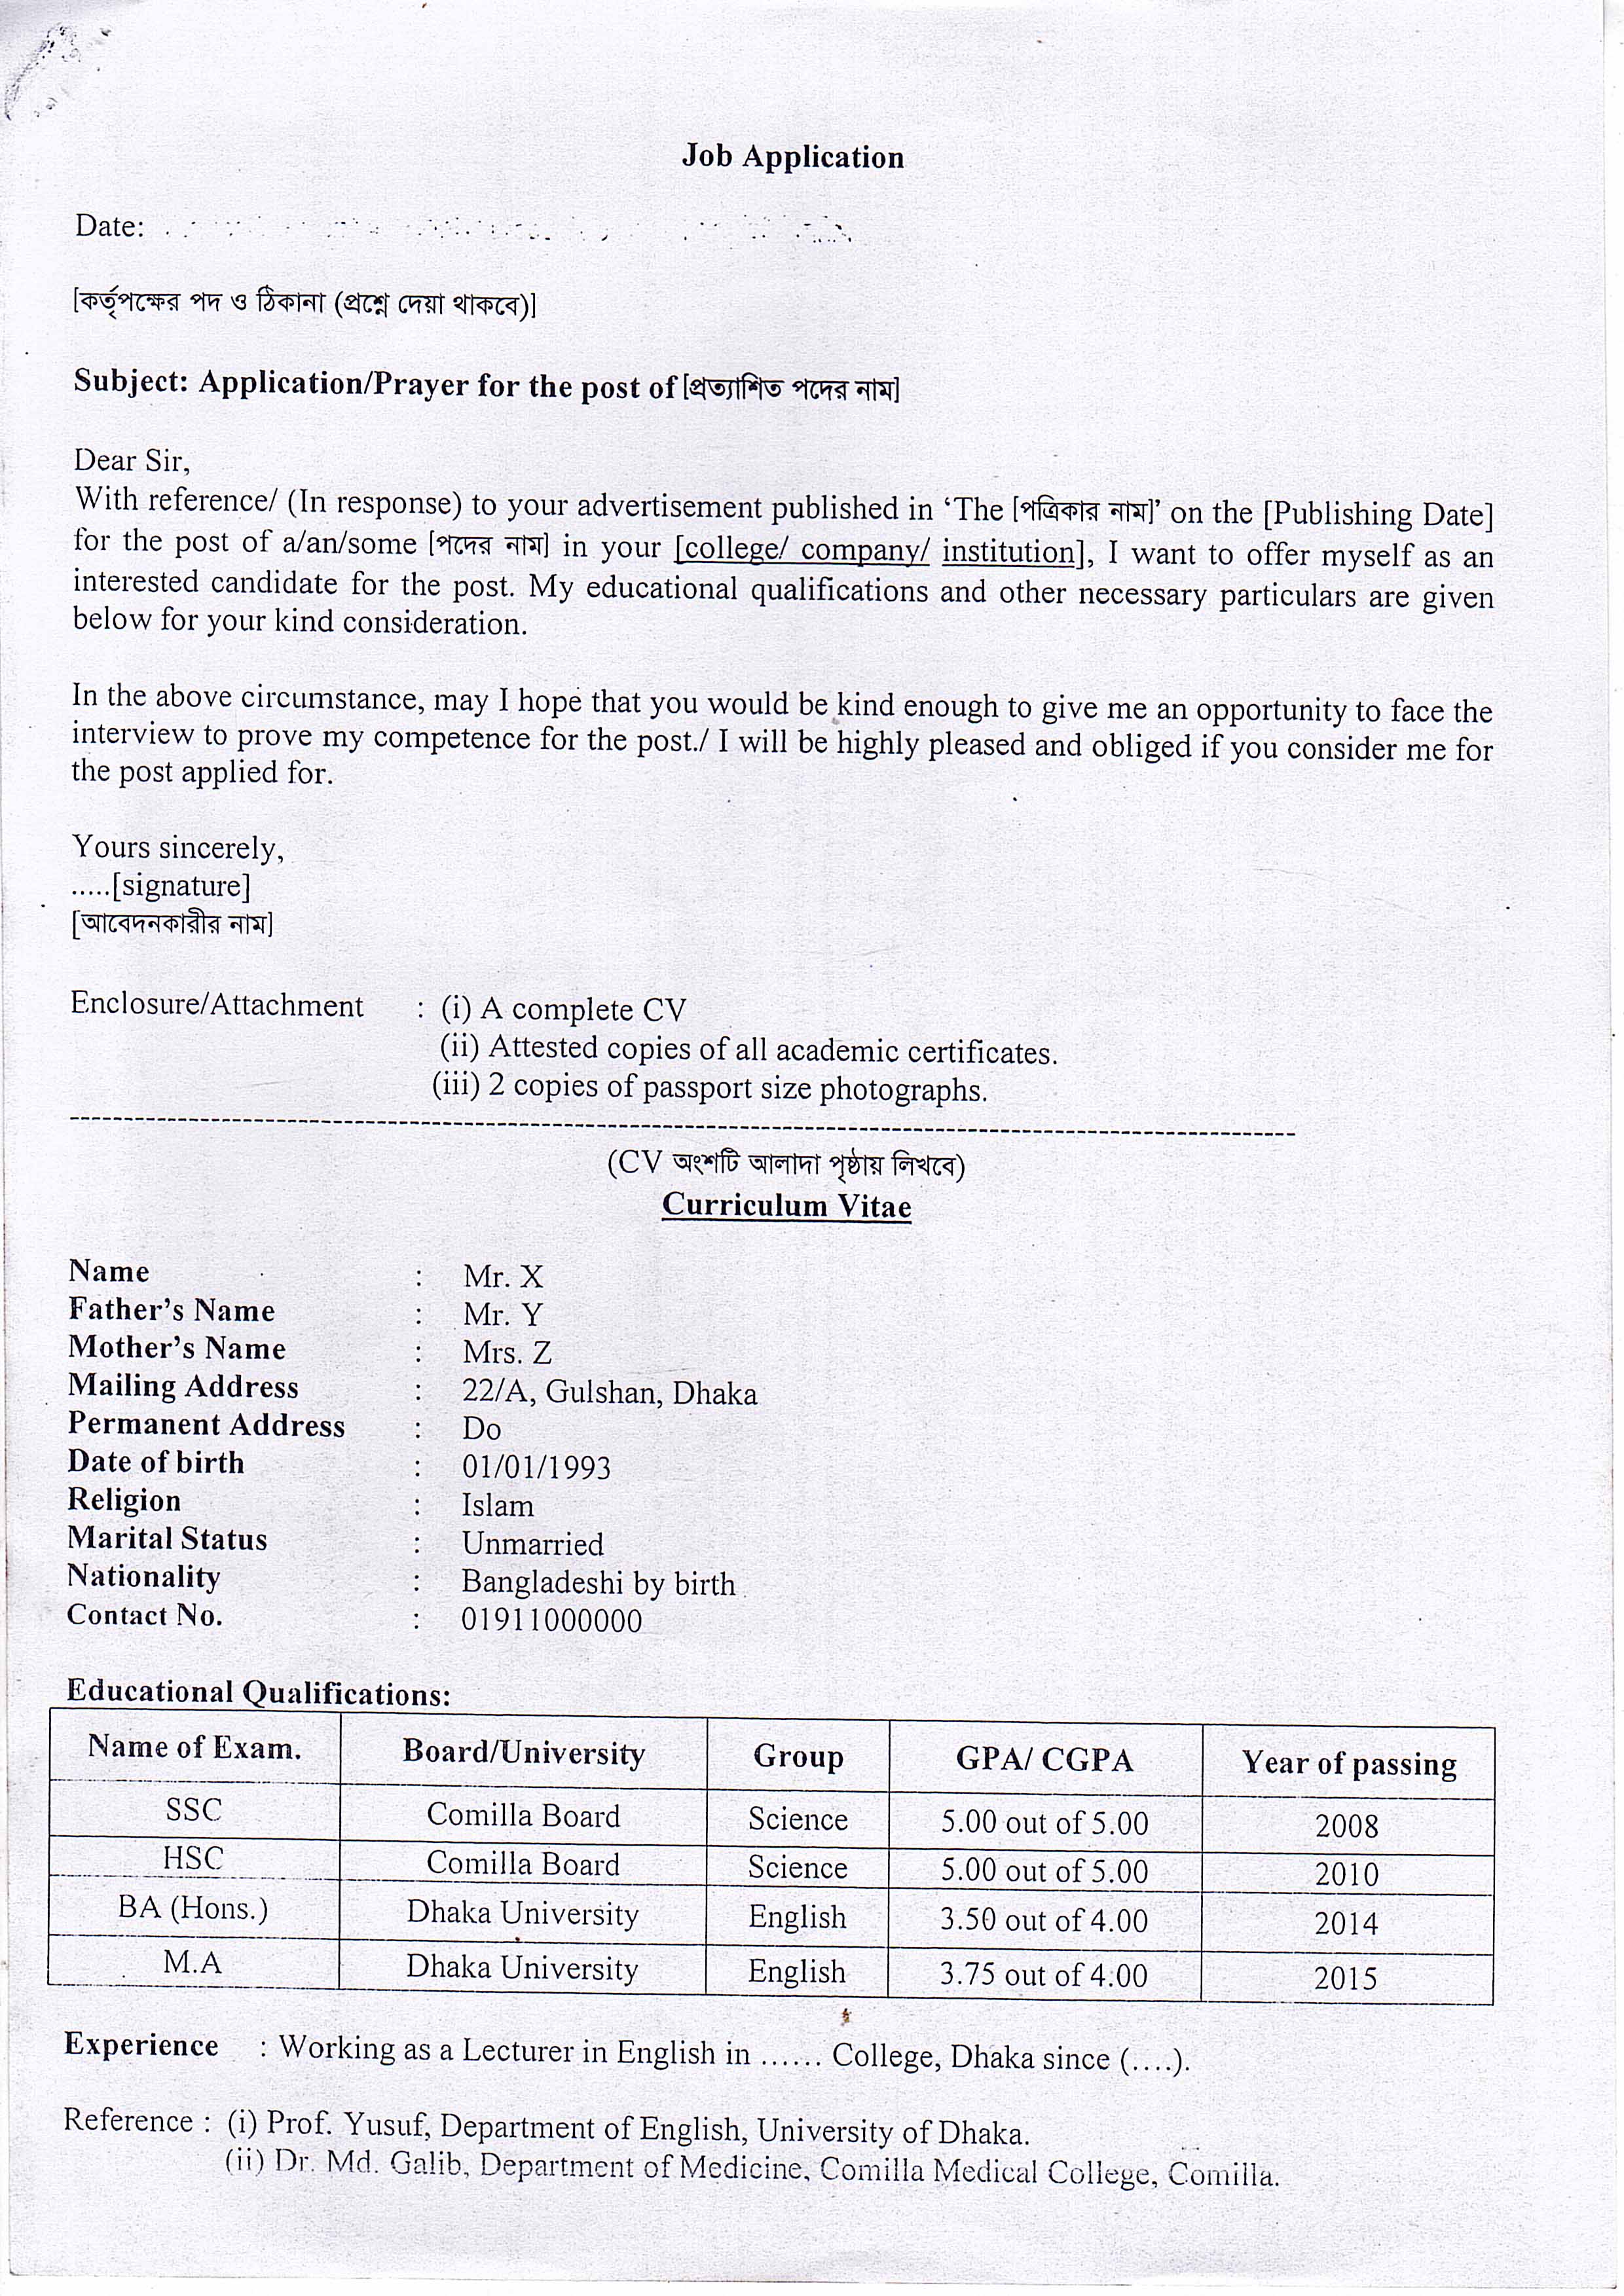 Job Application
Date:
[কর্তৃপক্ষের পদ ও ঠিকানা (প্রশ্নে দেয়া থাকবে)]
Subject: Application/Prayer for the post of [প্রত্যাশিত পদের নাম]
Dear Sir,
With reference/ (In response) to your advertisement published in ‘The [পত্রিকার নাম]’ on the [Publishing Date]
for the post of a/an/some [পদের নাম] in your [college/ company/ institution], I want to offer myself as an
interested candidate for the post. My educational qualifications and other necessary particulars are given
below for your kind consideration.
In the above circumstance, may I hope that you would be kind enough to give me an opportunity to face the
interview to prove my competence for the post./ I will be highly pleased and obliged if you consider me for
the post applied for.
Yours sincerely,
.....[signature]
[আবেদনকারীর নাম]
Enclosure/Attachment : (i) A complete CV
(ii) Attested copies of all academic certificates.
(iii) 2 copies of passport size photographs.
(CV অংশটি আলাদা পৃষ্ঠায় লিখবে)
Curriculum Vitae
Name : Mr. X
Father’s Name : Mr. Y
Mother’s Name : Mrs. Z
Mailing Address : 22/A, Gulshan, Dhaka
Permanent Address : Do
Date of birth : 01/01/1993
Religion : Islam
Marital Status : Unmarried
Nationality : Bangladeshi by birth
Contact No. : 01911000000
Educational Qualifications:
Name of Exam. Board/University Group GPA/ CGPA Year of passing
SSC Comilla Board Science 5.00 out of 5.00 2008
HSC Comilla Board Science 5.00 out of 5.00 2010
BA (Hons.) Dhaka University English 3.50 out of 4.00 2014
M.A Dhaka University English 3.75 out of 4.00 2015
Experience : Working as a Lecturer in English in ...... College, Dhaka since (....).
Reference : (i) Prof. Yusuf, Department of English, University of Dhaka.
(ii) Dr. Md. Galib, Department of Medicine, Comilla Medical College, Comilla.